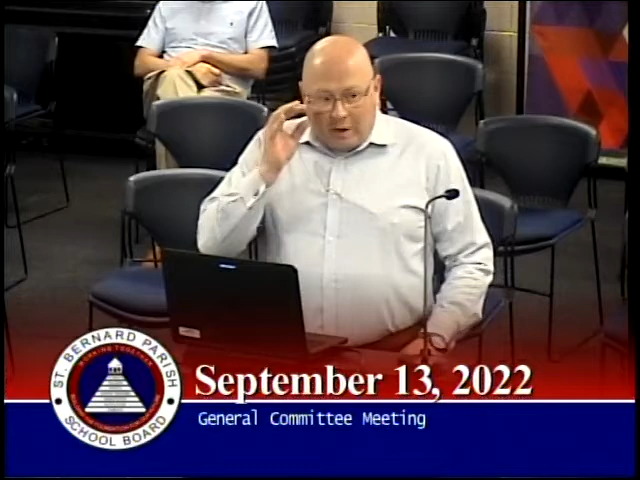 ST. BERNARD PARISH
WORKING TOGETHER
SCHOOL BOARD
September 13, 2022
General Committee Meeting